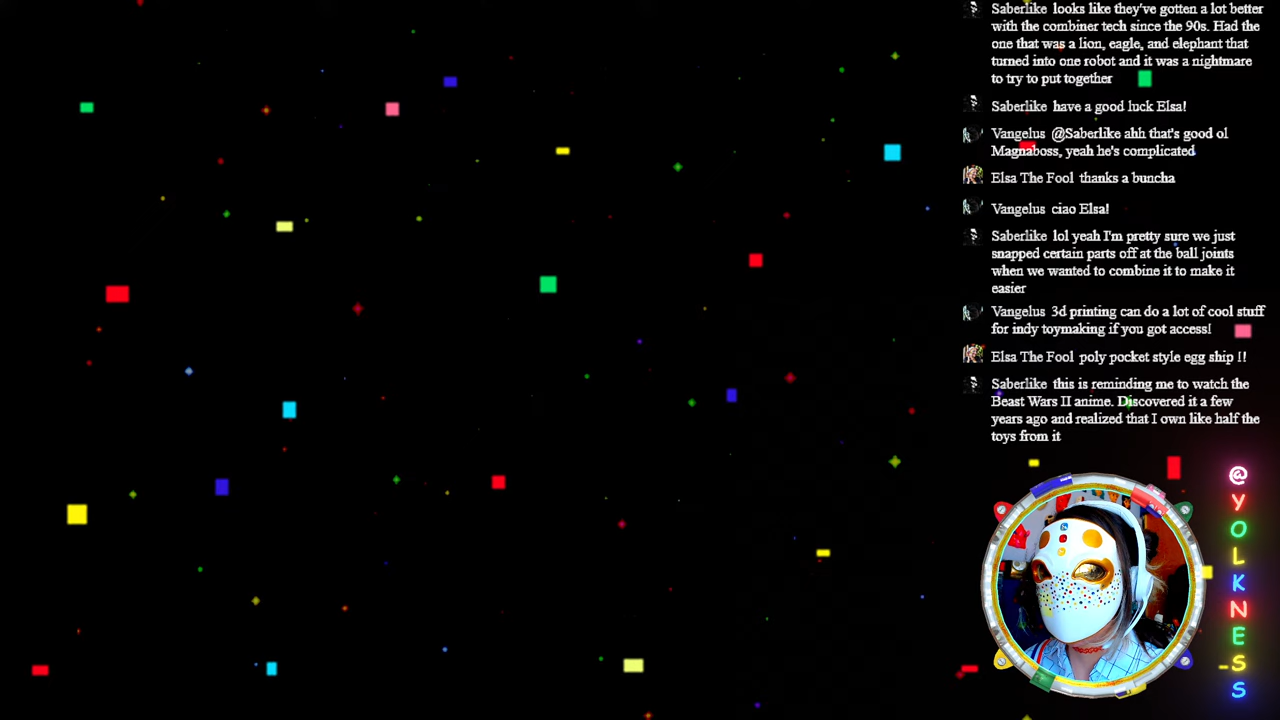 Saberlike looks like they've gotten a lot better
with the combiner tech since the 90s. Had the
one that was a lion, eagle, and elephant that
turned into one robot and it was a nightmare
to try to put together
Saberlike have a good luck Elsa!
Vangelus @Saberlike ahh that's good ol
Magnaboss, yeah he's complicated
Elsa The Fool thanks a buncha
Vangelus ciao Elsa!
Saberlike lol yeah I'm pretty sure we just
snapped certain parts off at the ball joints
when we wanted to combine it to make it
easier
Vangelus 3d printing can do a lot of cool stuff
for indy toymaking if you got access!
Elsa The Fool poly pocket style egg ship !!
Saberlike this is reminding me to watch the
Beast Wars II anime. Discovered it a few
years ago and realized that I own like half the
toys from it
@YOLKNESS